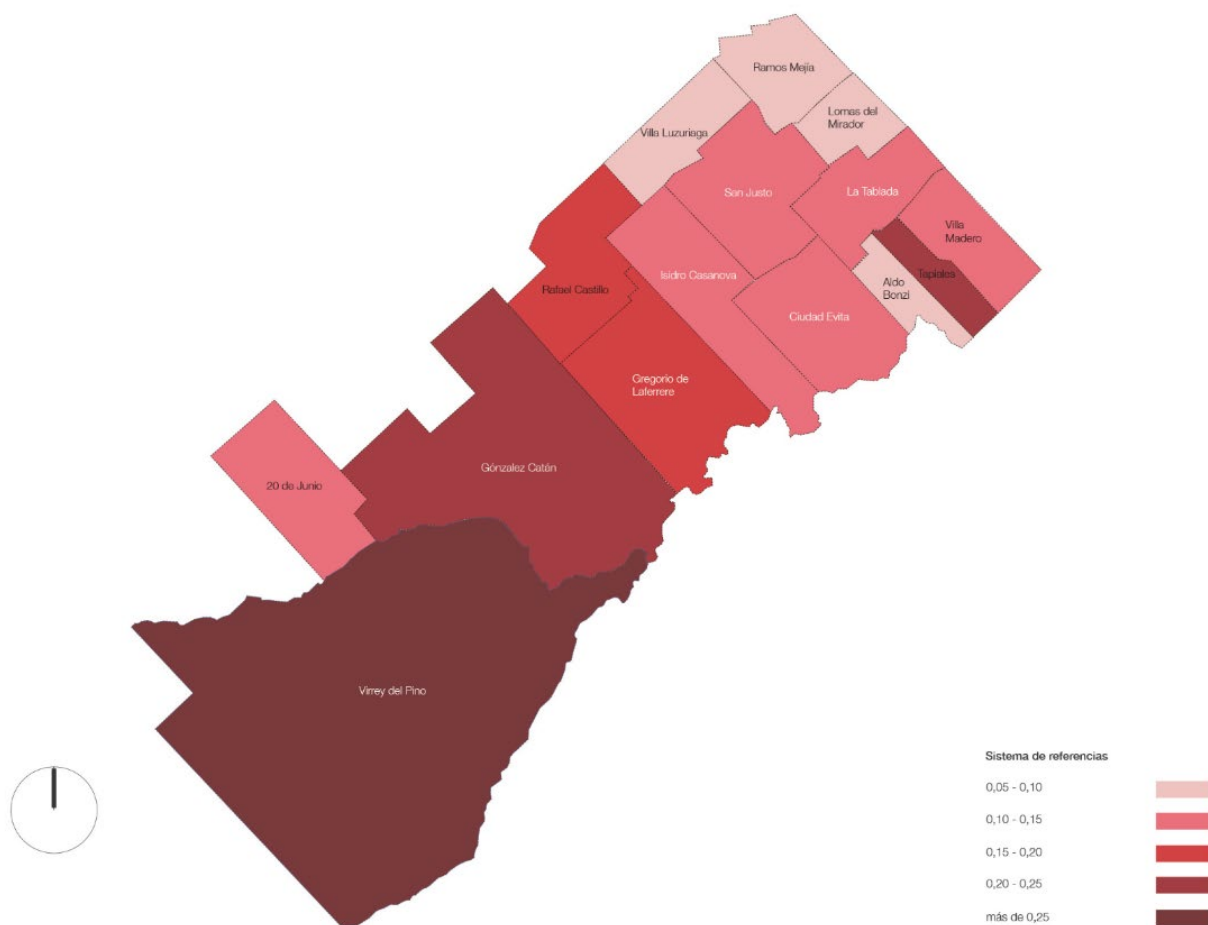 Ramos Mejía
Lomas del
Mirador
Villa Luzuriaga
San Justo
La Tablada
Villa
Madero
Isidro Casanova
Tapiales
Aldo
Bonzi
Rafael Castillo
Ciudad Evita
Gregorio de
Laferrere
Gónzalez Catán
20 de Junio
Virrey del Pino
Sistema de referencias
0,05 - 0,10
0,10 - 0,15
0,15 - 0,20
0,20 - 0,25
más de 0,25